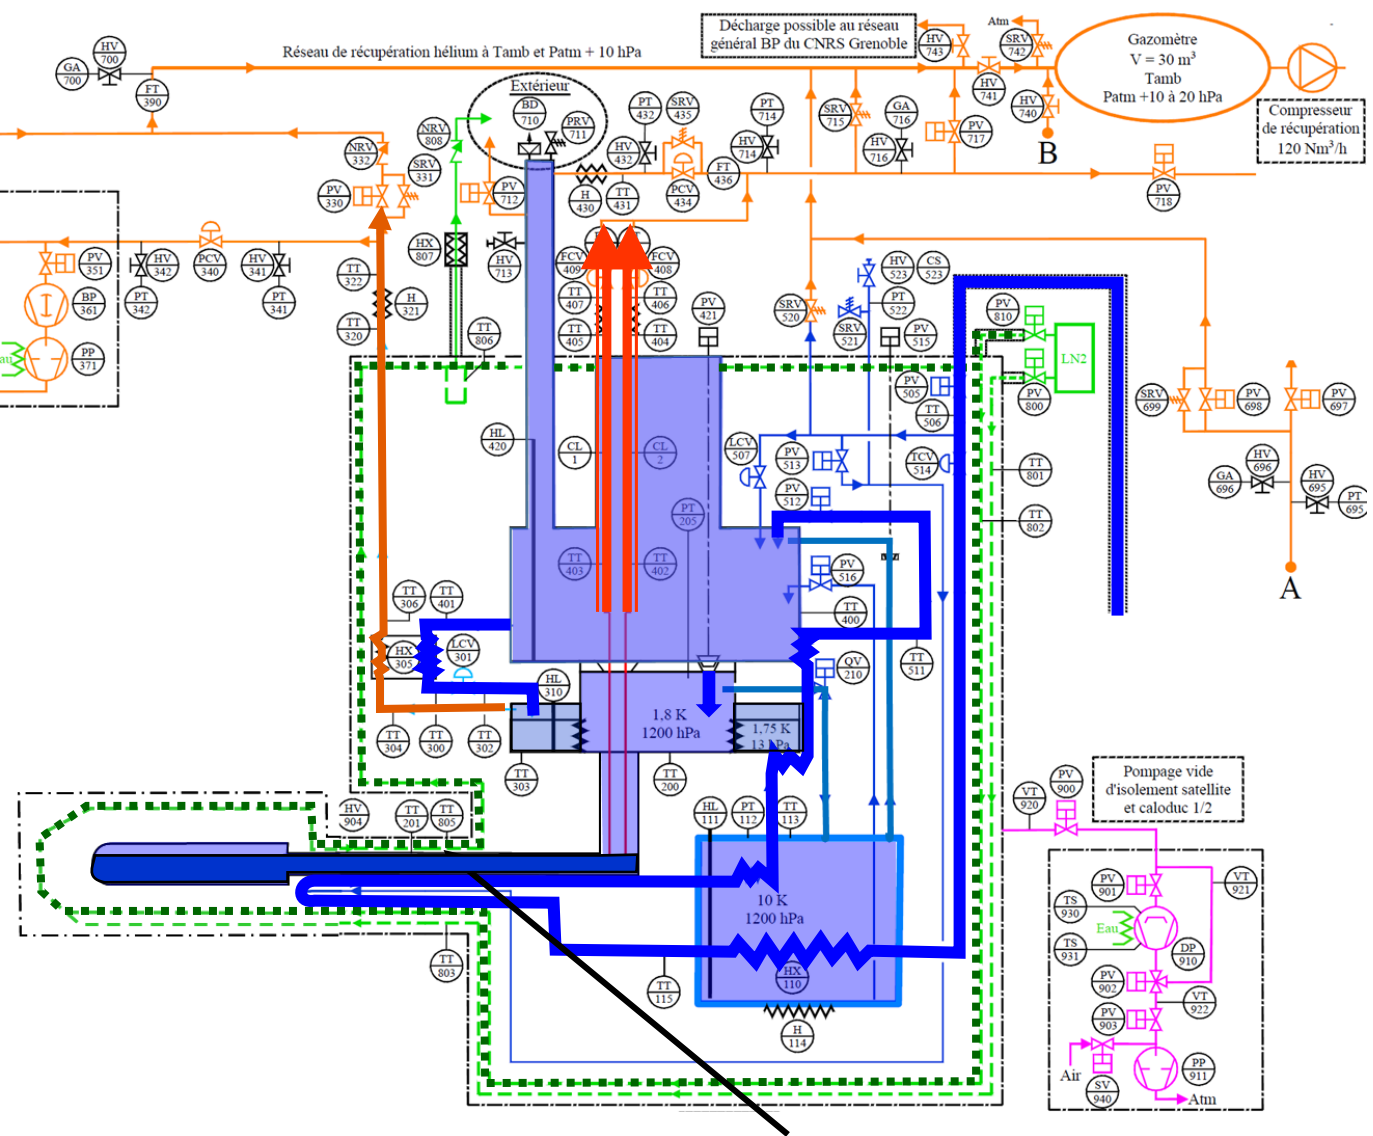 Réseau de récupération hélium à Tamb et Patm + 10 hPa
Décharge possible au réseau
général BP du CNRS Grenoble
Atm
Gazomètre
V = 30 m³
Tamb
Patm +10 à 20 hPa
Compresseur
de récupération
120 Nm³/h
Extérieur
HV
700
GA
700
FT
390
BD
710
PRV
711
NRV
808
NRV
332
SRV
331
PV
330
PV
712
PT
432
SRV
435
HV
432
PT
714
HV
714
SRV
715
GA
716
HV
716
PV
717
HV
743
SRV
742
HV
741
HV
740
B
H
430
TT
431
PCV
434
FT
436
PV
718
PV
351
BP
361
PP
371
HV
342
PT
342
PCV
340
HV
341
PT
341
TT
322
H
321
TT
320
HX
807
HV
713
TT
806
FCV
409
FCV
408
TT
407
TT
406
TT
405
TT
404
PV
421
SRV
520
SRV
521
HV
523
CS
523
PT
522
PV
515
PV
810
LN2
PV
800
PV
505
TT
506
SRV
699
PV
698
PV
697
HL
420
CL
1
CL
2
LCV
507
PV
513
PV
512
TCV
514
TT
801
TT
802
GA
696
HV
696
HV
695
PT
695
A
PT
205
TT
403
TT
402
PV
516
TT
400
TT
306
TT
401
HX
305
LCV
301
QV
210
TT
511
HL
310
1,8 K
1200 hPa
1,75 K
TT
304
TT
300
TT
302
TT
303
TT
200
HV
904
TT
201
TT
805
HL
111
PT
112
TT
113
10 K
1200 hPa
HX
110
H
114
TT
115
TT
803
VT
920
PV
900
Pompage vide
d'isolement satellite
et caloduc 1/2
PV
901
VT
921
TS
930
Eau
TS
931
DP
910
PV
902
VT
922
PV
903
Air
SV
940
PP
911
Atm